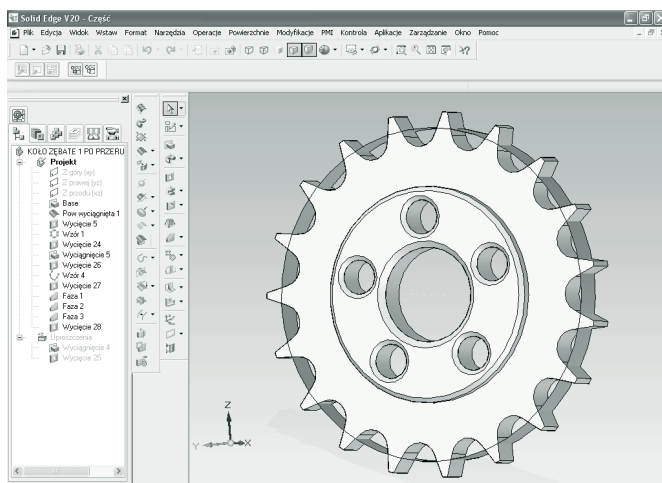 Solid Edge V20 - Część
Plik Edycja Widok Wstaw Format Narzędzia Operacje Powierzchnie Modyfikacje PMI Kontrola Aplikacje Zarządzanie Okno Pomoc
KOŁO ZĘBATE 1 PO PRZERU
Projekt
Z góry (xy)
Z prawej (yz)
Z przodu (xz)
Base
Pow wyciągnięta 1
Wycięcie 5
Wzór 1
Wycięcie 24
Wyciągnięcie 5
Wycięcie 26
Wzór 4
Wycięcie 27
Faza 1
Faza 2
Faza 3
Wycięcie 28
Uproszczenia
Wyciągnięcie 4
Wycięcie 25
Z
Y
X